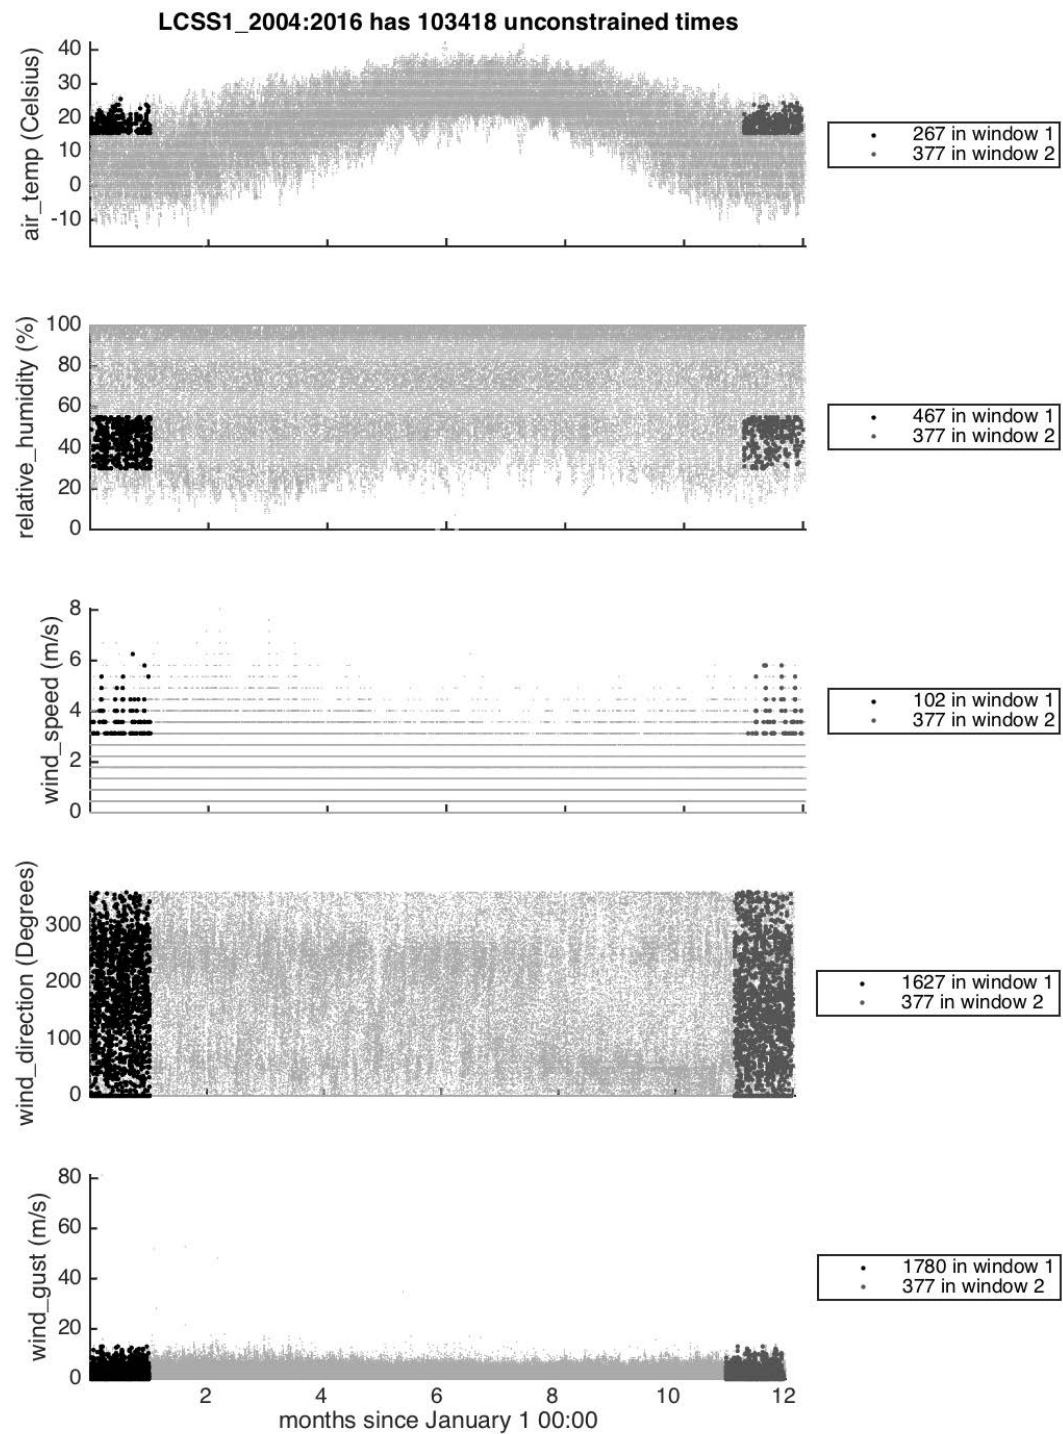 LCSS1_2004:2016 has 103418 unconstrained times
air_temp (Celsius)
40
30
20
10
0
-10
267 in window 1
377 in window 2
relative_humidity (%)
100
80
60
40
20
0
467 in window 1
377 in window 2
wind_speed (m/s)
8
6
4
2
0
102 in window 1
377 in window 2
wind_direction (Degrees)
300
200
100
0
1627 in window 1
377 in window 2
wind_gust (m/s)
80
60
40
20
0
1780 in window 1
377 in window 2
2 4 6 8 10 12
months since January 1 00:00